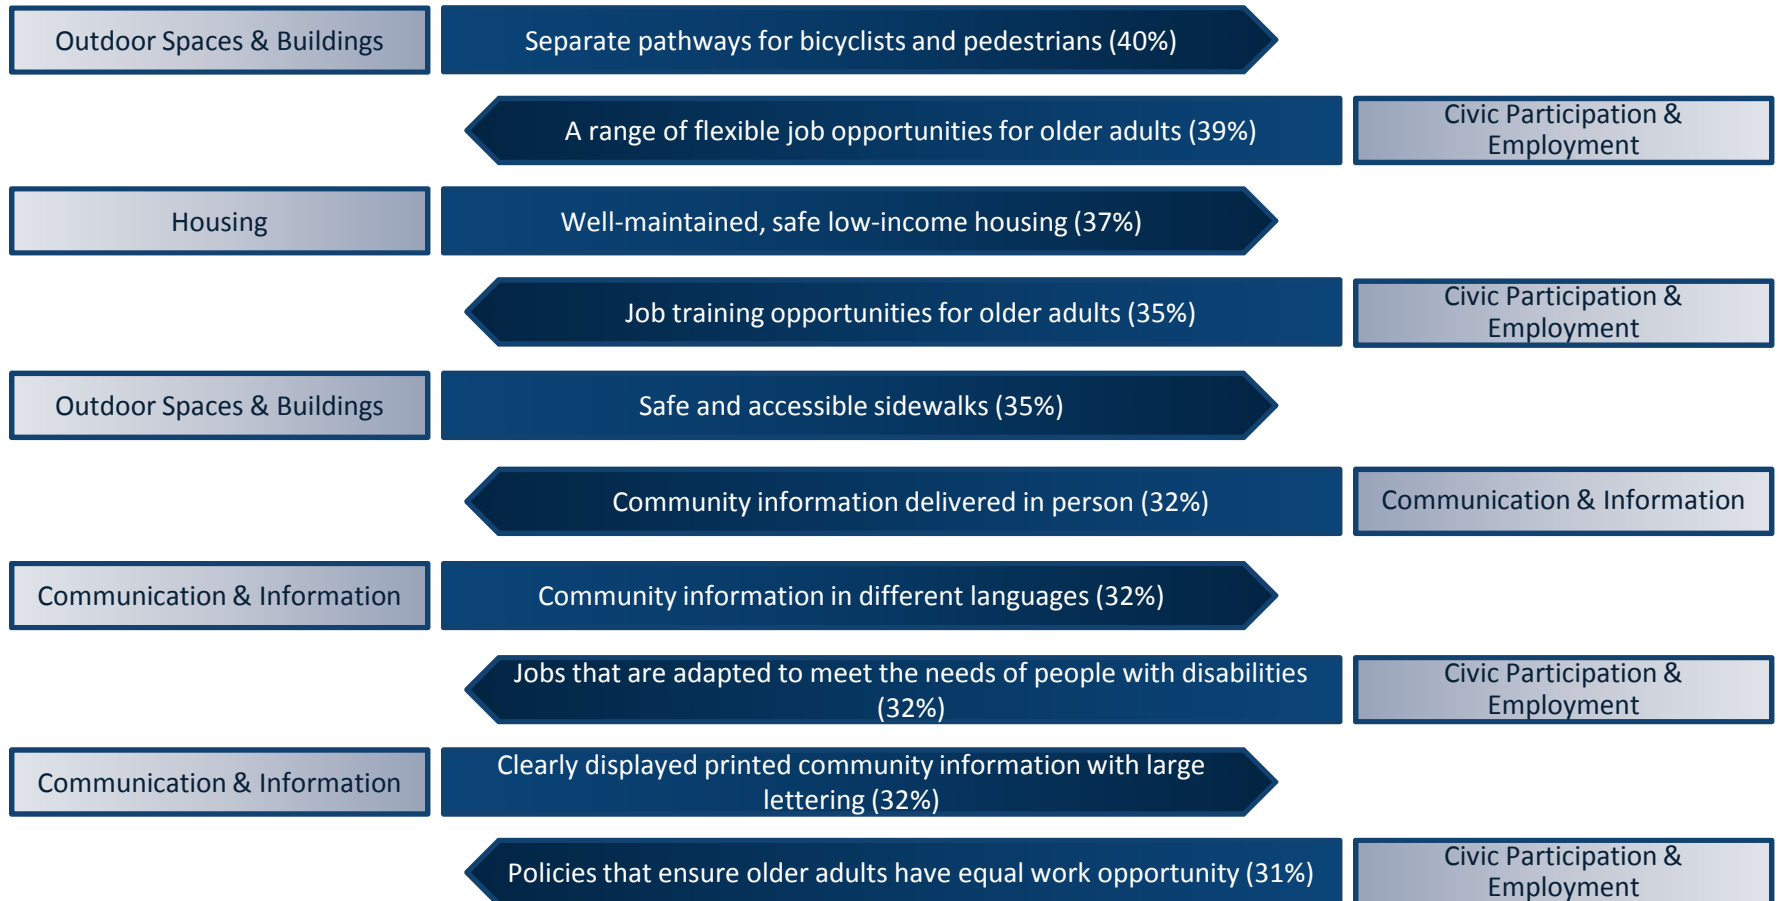 Outdoor Spaces & Buildings
Separate pathways for bicyclists and pedestrians (40%)
A range of flexible job opportunities for older adults (39%)
Civic Participation &
Employment
Housing
Well-maintained, safe low-income housing (37%)
Job training opportunities for older adults (35%)
Civic Participation &
Employment
Outdoor Spaces & Buildings
Safe and accessible sidewalks (35%)
Community information delivered in person (32%)
Communication & Information
Communication & Information
Community information in different languages (32%)
Jobs that are adapted to meet the needs of people with disabilities
(32%)
Civic Participation &
Employment
Communication & Information
Clearly displayed printed community information with large
lettering (32%)
Policies that ensure older adults have equal work opportunity (31%)
Civic Participation &
Employment